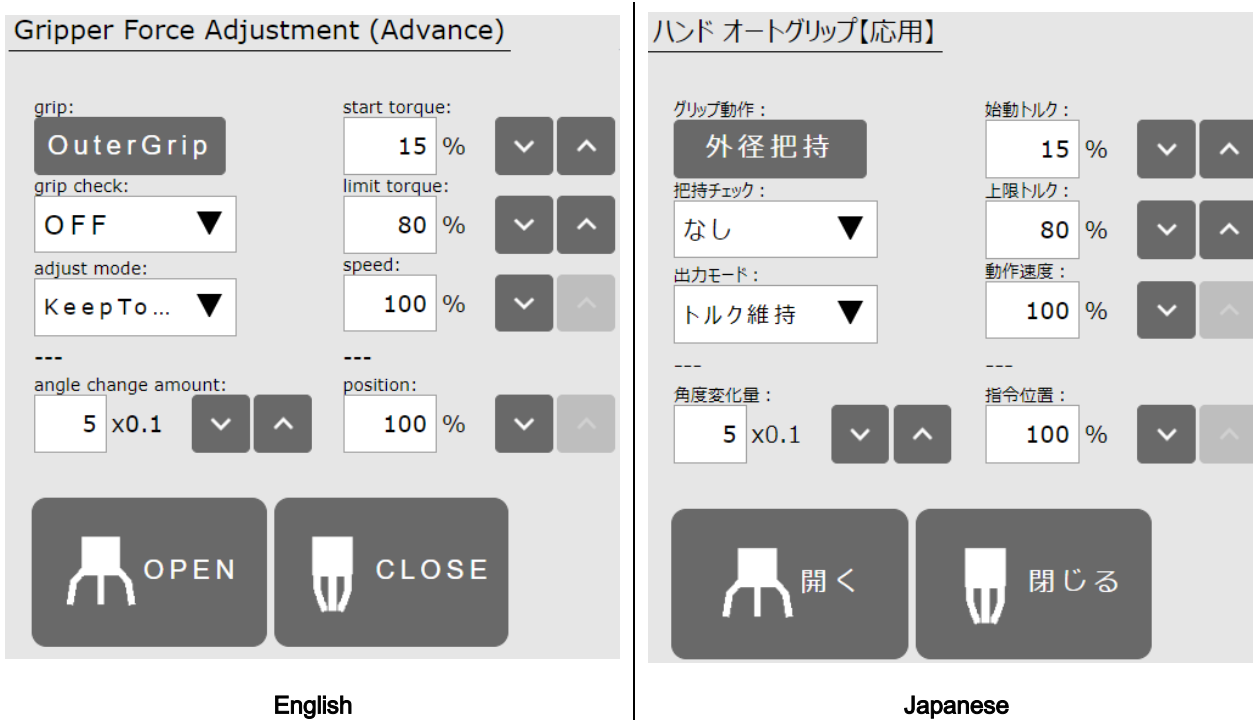 Gripper Force Adjustment (Advance)
grip:
OuterGrip
start torque:
15 %
grip check:
OFF
limit torque:
80 %
adjust mode:
KeepTo...
speed:
100 %
---
---
angle change amount:
5 x0.1
position:
100 %
OPEN
CLOSE
English
ハンド オートグリップ【応用】
グリップ動作：
外径把持
始動トルク：
15 %
把持チェック：
なし
上限トルク：
80 %
出力モード：
トルク維持
動作速度：
100 %
---
---
角度変化量：
5 x0.1
指令位置：
100 %
開く
閉じる
Japanese